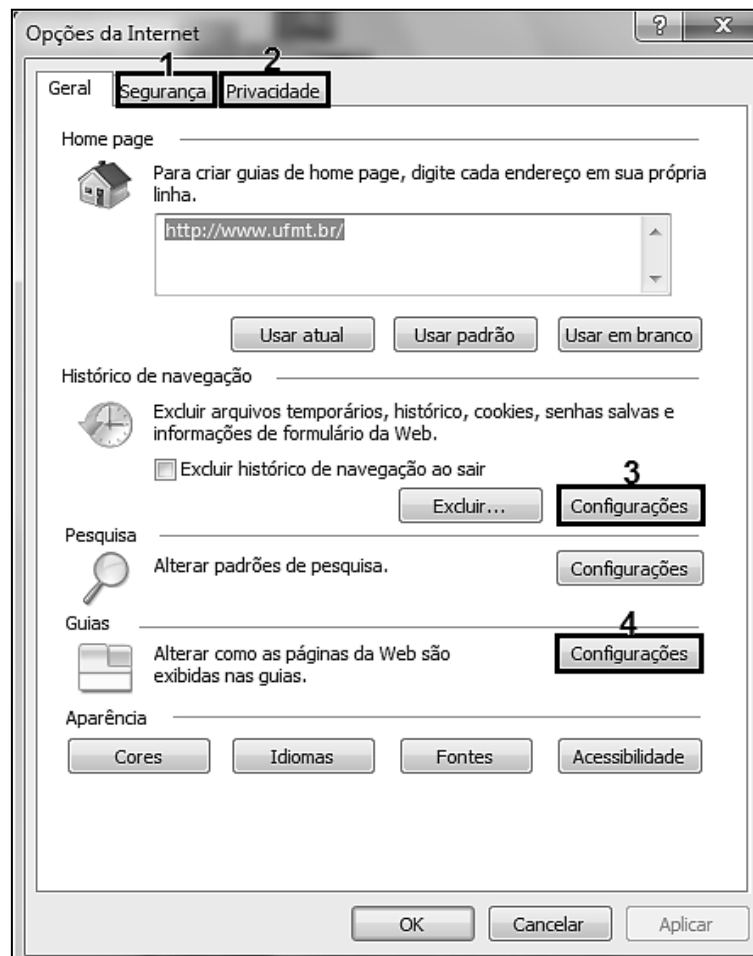 Opções da Internet
1 2
Geral Segurança Privacidade
Home page
Para criar guias de home page, digite cada endereço em sua própria
linha.
http://www.ufmt.br/
Usar atual Usar padrão Usar em branco
Histórico de navegação
Excluir arquivos temporários, histórico, cookies, senhas salvas e
informações de formulário da Web.
Excluir histórico de navegação ao sair
3
Excluir... Configurações
Pesquisa
Alterar padrões de pesquisa. Configurações
Guias
4
Alterar como as páginas da Web são Configurações
exibidas nas guias.
Aparência
Cores Idiomas Fontes Acessibilidade
OK Cancelar Aplicar